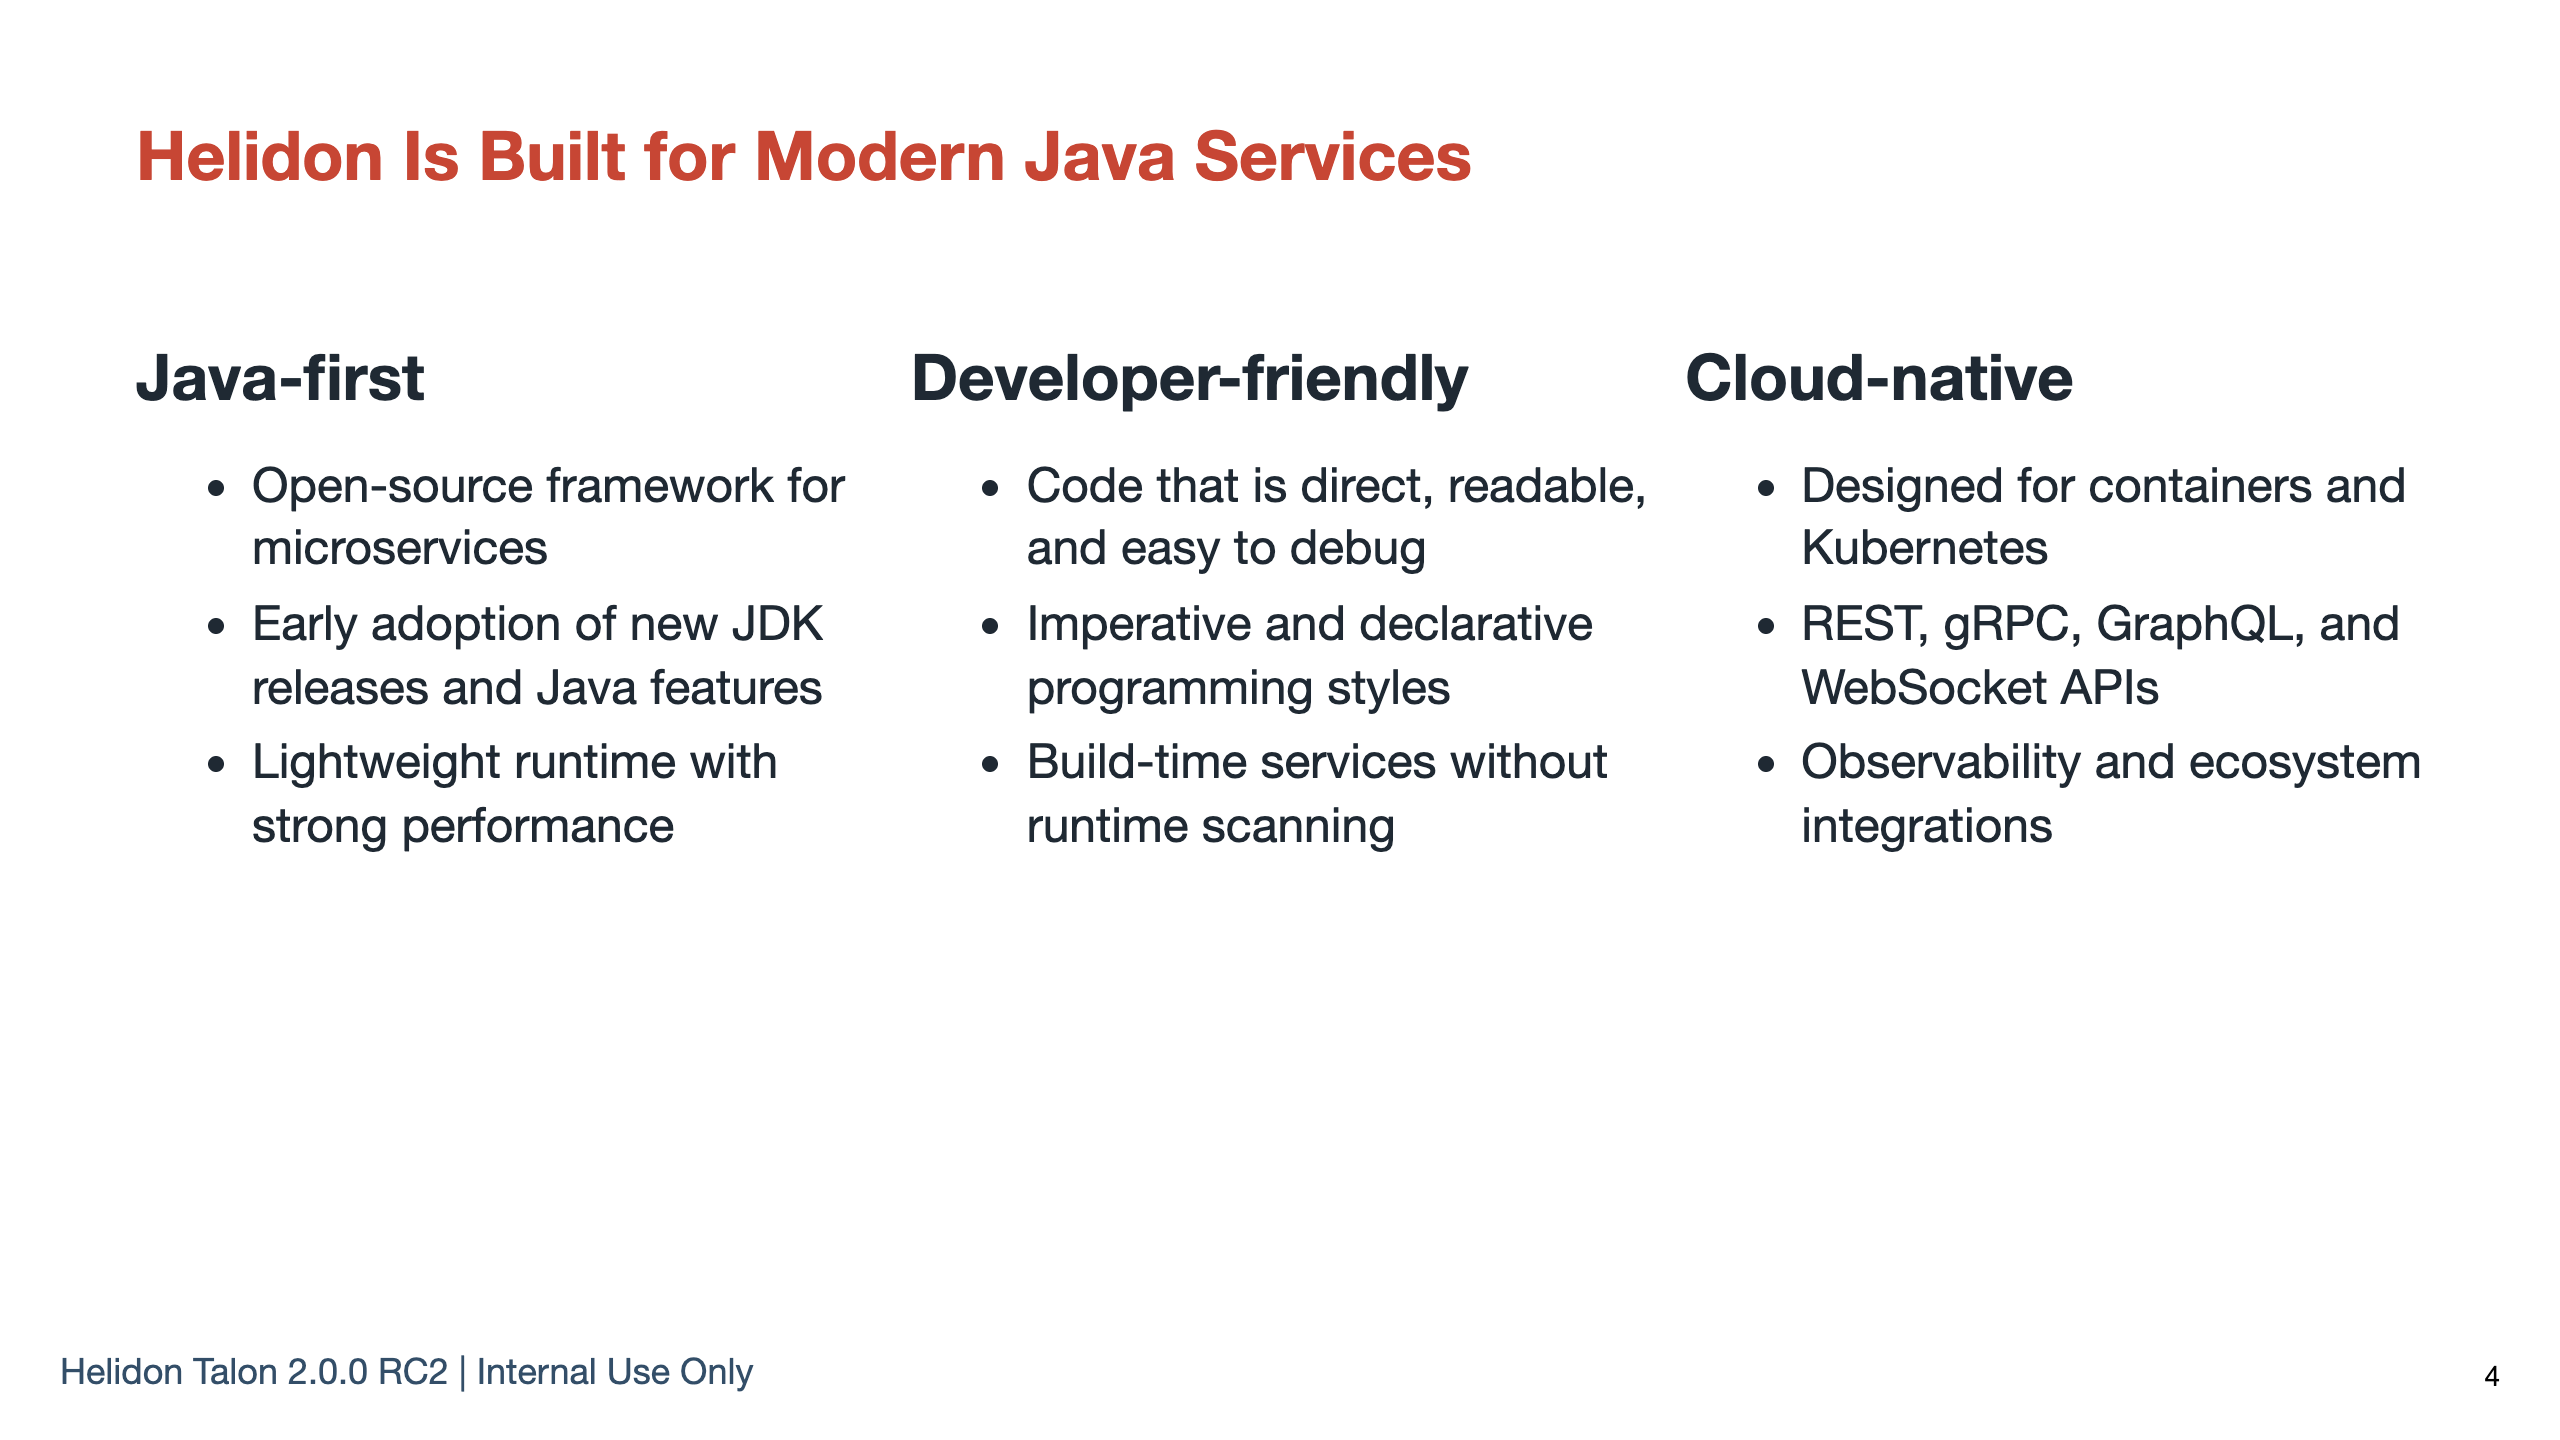 Helidon Is Built for Modern Java Services
Java-first
Open-source framework for
microservices
Early adoption of new JDK
releases and Java features
Lightweight runtime with
strong performance
Developer-friendly
Code that is direct, readable,
and easy to debug
Imperative and declarative
programming styles
Build-time services without
runtime scanning
Cloud-native
Designed for containers and
Kubernetes
REST, gRPC, GraphQL, and
WebSocket APIs
Observability and ecosystem
integrations
Helidon Talon 2.0.0 RC2 | Internal Use Only
4